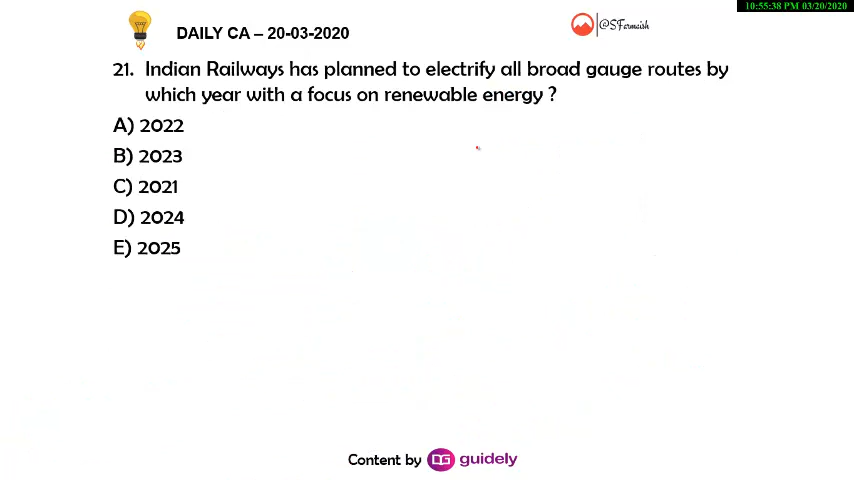 10:55:38 PM 03/20/2020
DAILY CA – 20-03-2020
@SFarmaish
21. Indian Railways has planned to electrify all broad gauge routes by
which year with a focus on renewable energy ?
A) 2022
B) 2023
C) 2021
D) 2024
E) 2025
Content by DG guidely